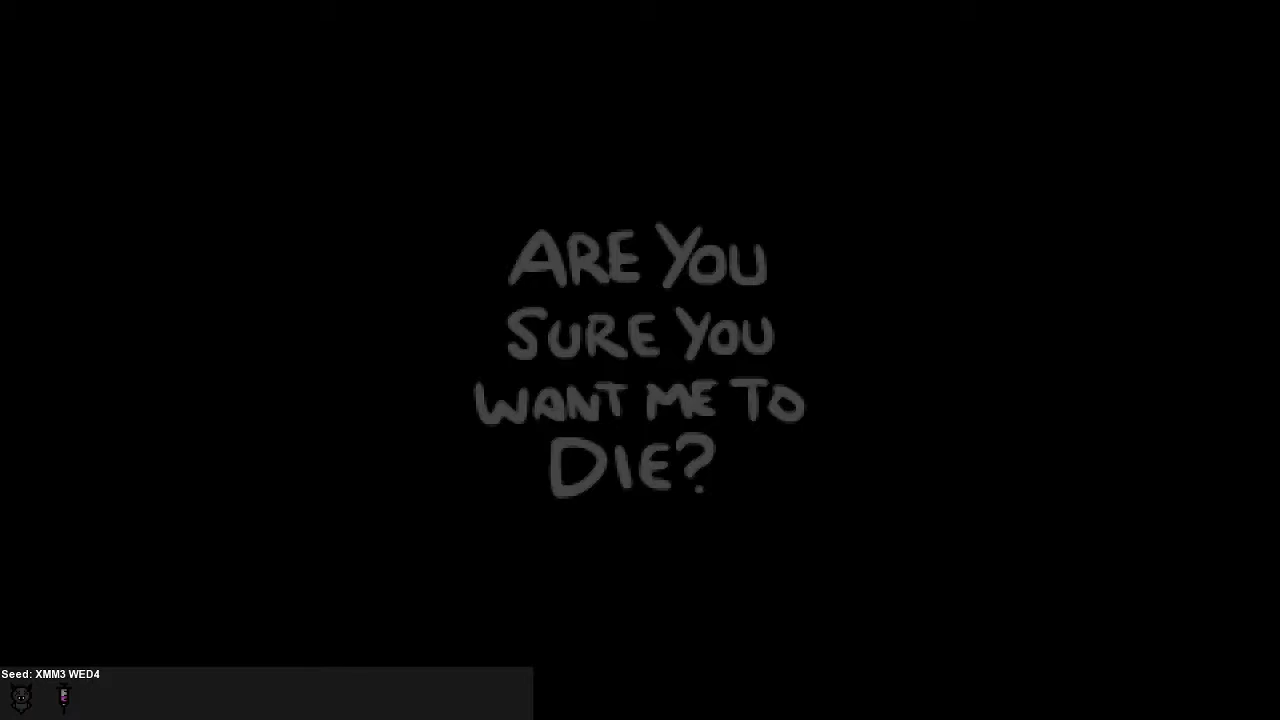 ARE YOU
SURE YOU
WANT ME TO
DIE?
Seed: XMM3 WED4